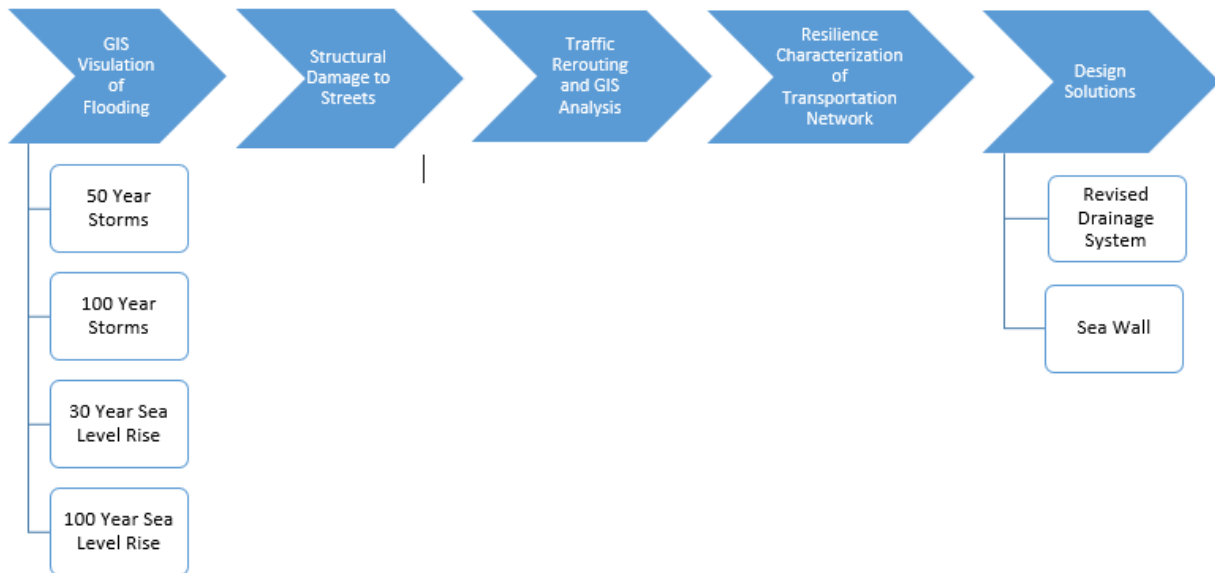 GIS
Visulation
of
Flooding
Structural
Damage to
Streets
Traffic
Rerouting
and GIS
Analysis
Resilience
Characterization
of
Transportation
Network
Design
Solutions
50 Year
Storms
100 Year
Storms
30 Year Sea
Level Rise
100 Year Sea
Level Rise
Revised
Drainage
System
Sea Wall